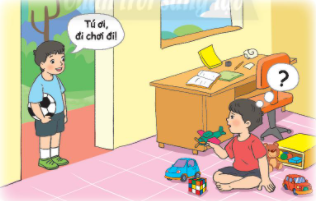 Tú ơi,
đi chơi đi!
?